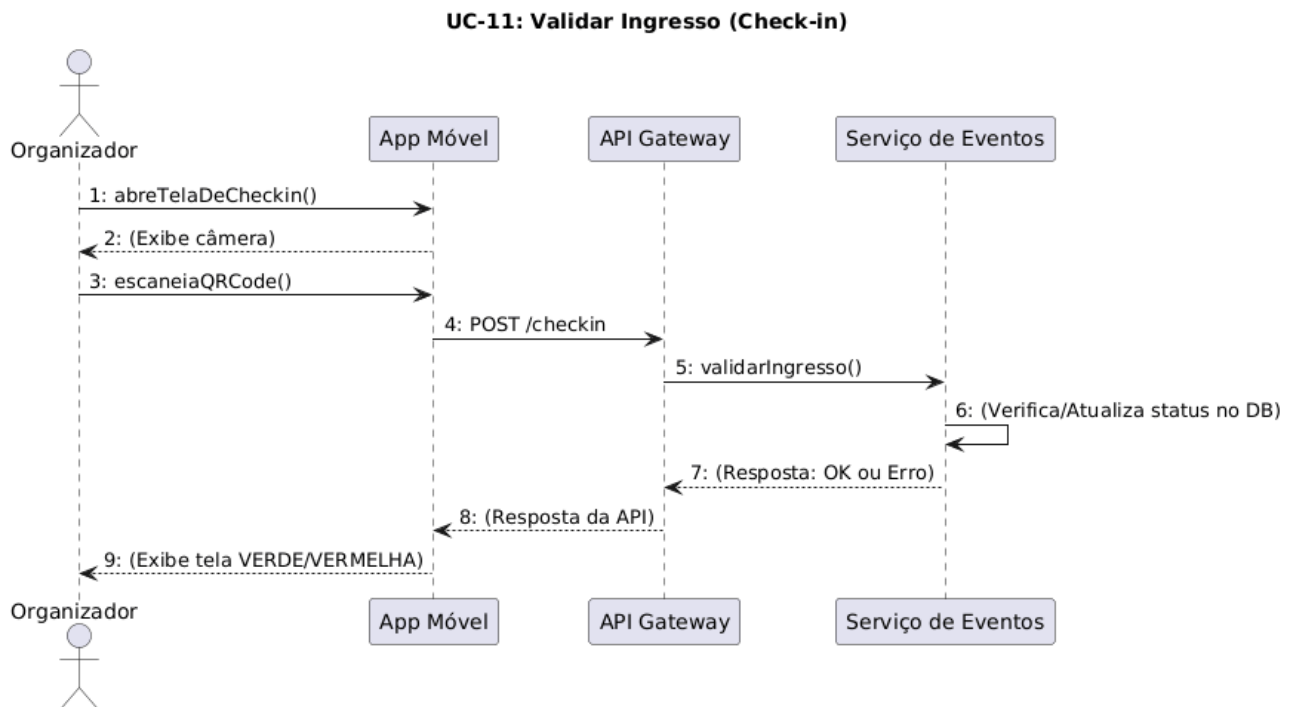 UC-11: Validar Ingresso (Check-in)
Organizador
App Móvel
API Gateway
Serviço de Eventos
1: abreTelaDeCheckin()
2: (Exibe câmera)
3: escaneiaQRCode()
4: POST /checkin
5: validarIngresso()
6: (Verifica/Atualiza status no DB)
7: (Resposta: OK ou Erro)
8: (Resposta da API)
9: (Exibe tela VERDE/VERMELHA)
Organizador
App Móvel
API Gateway
Serviço de Eventos